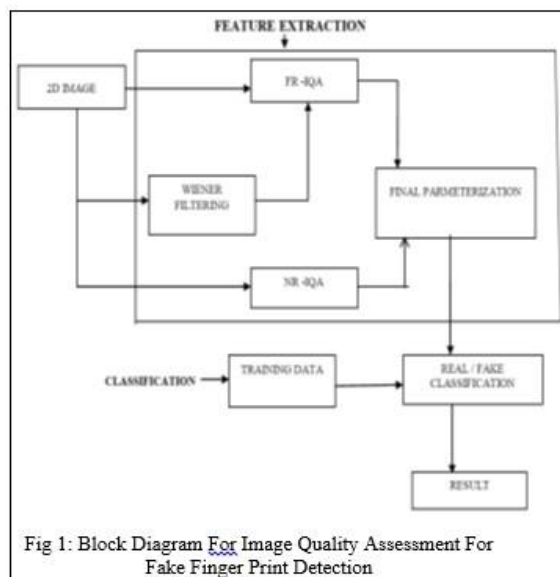 FEATURE EXTRACTION
2D IMAGE
FR -IQA
WIENER
FILTERING
FINAL PARMETERIZATION
NR -IQA
CLASSIFICATION
TRAINING DATA
REAL / FAKE
CLASSIFICATION
RESULT
Fig 1: Block Diagram For Image Quality Assessment For
Fake Finger Print Detection